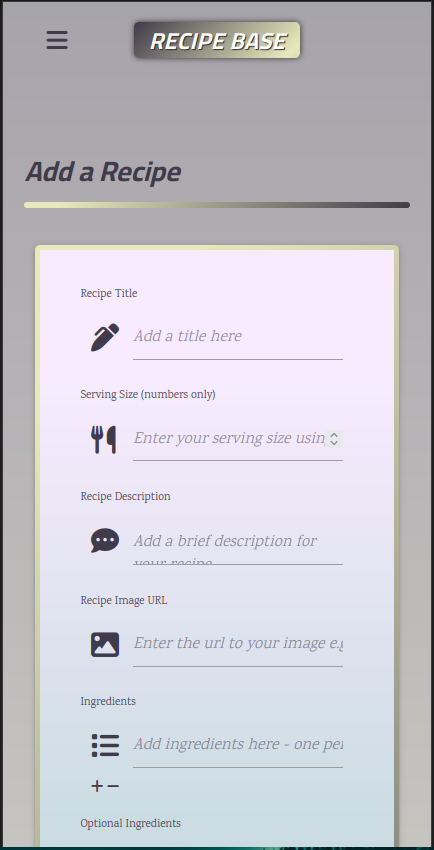 RECIPE BASE
Add a Recipe
Recipe Title
Add a title here
Serving Size (numbers only)
Enter your serving size usin
Recipe Description
Add a brief description for
your recipe
Recipe Image URL
Enter the url to your image e.g
Ingredients
Add ingredients here - one per
Optional Ingredients